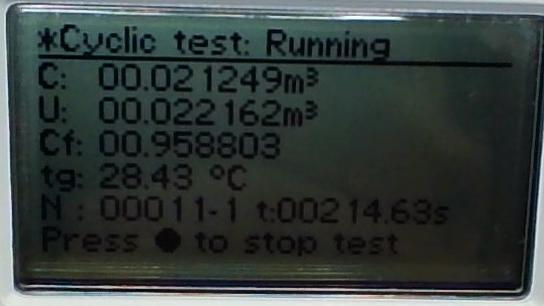 *Cyclic test: Running
C: 00.021249m³
U: 00.022162m³
Cf: 00.958803
tg: 28.43 ºC
N : 00011-1 t:00214.63s
Press ● to stop test